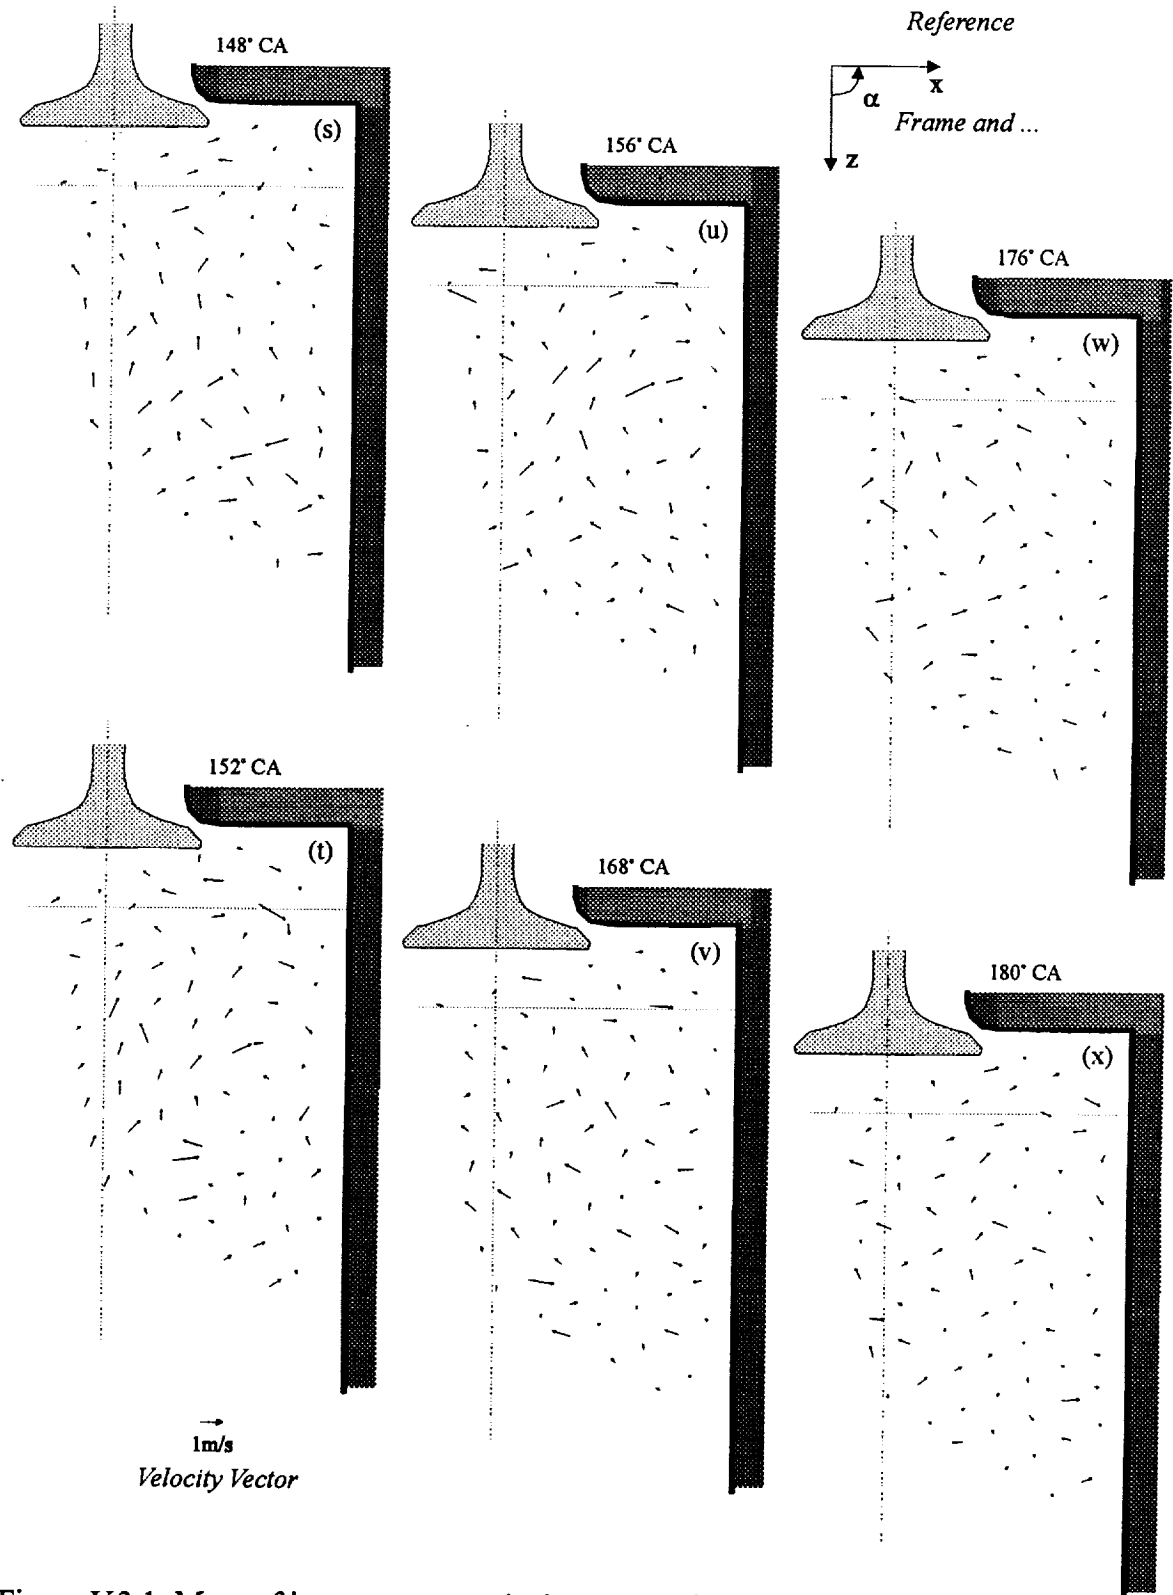 Reference
148° CA
x
α
Frame and ...
(s)
156° CA
z
(u)
176° CA
(w)
152° CA
(t)
168° CA
(v)
180° CA
(x)
1m/s
Velocity Vector